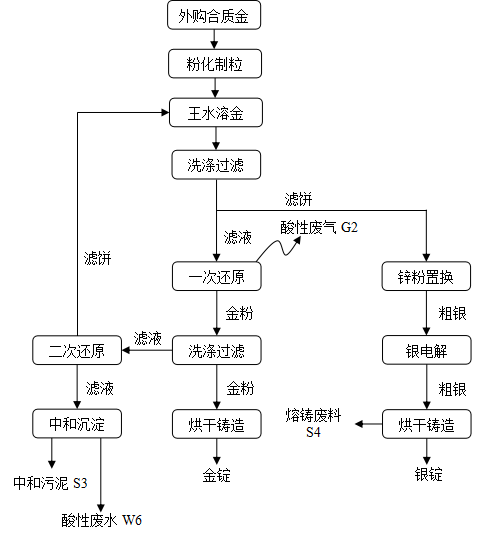 外购合质金
粉化制粒
王水溶金
洗涤过滤
滤饼
滤液
酸性废气 G2
滤饼
一次还原
锌粉置换
金粉
粗银
二次还原
滤液
洗涤过滤
银电解
滤液
金粉
粗银
中和沉淀
烘干铸造
熔铸废料
S4
烘干铸造
中和污泥 S3
金锭
银锭
酸性废水 W6